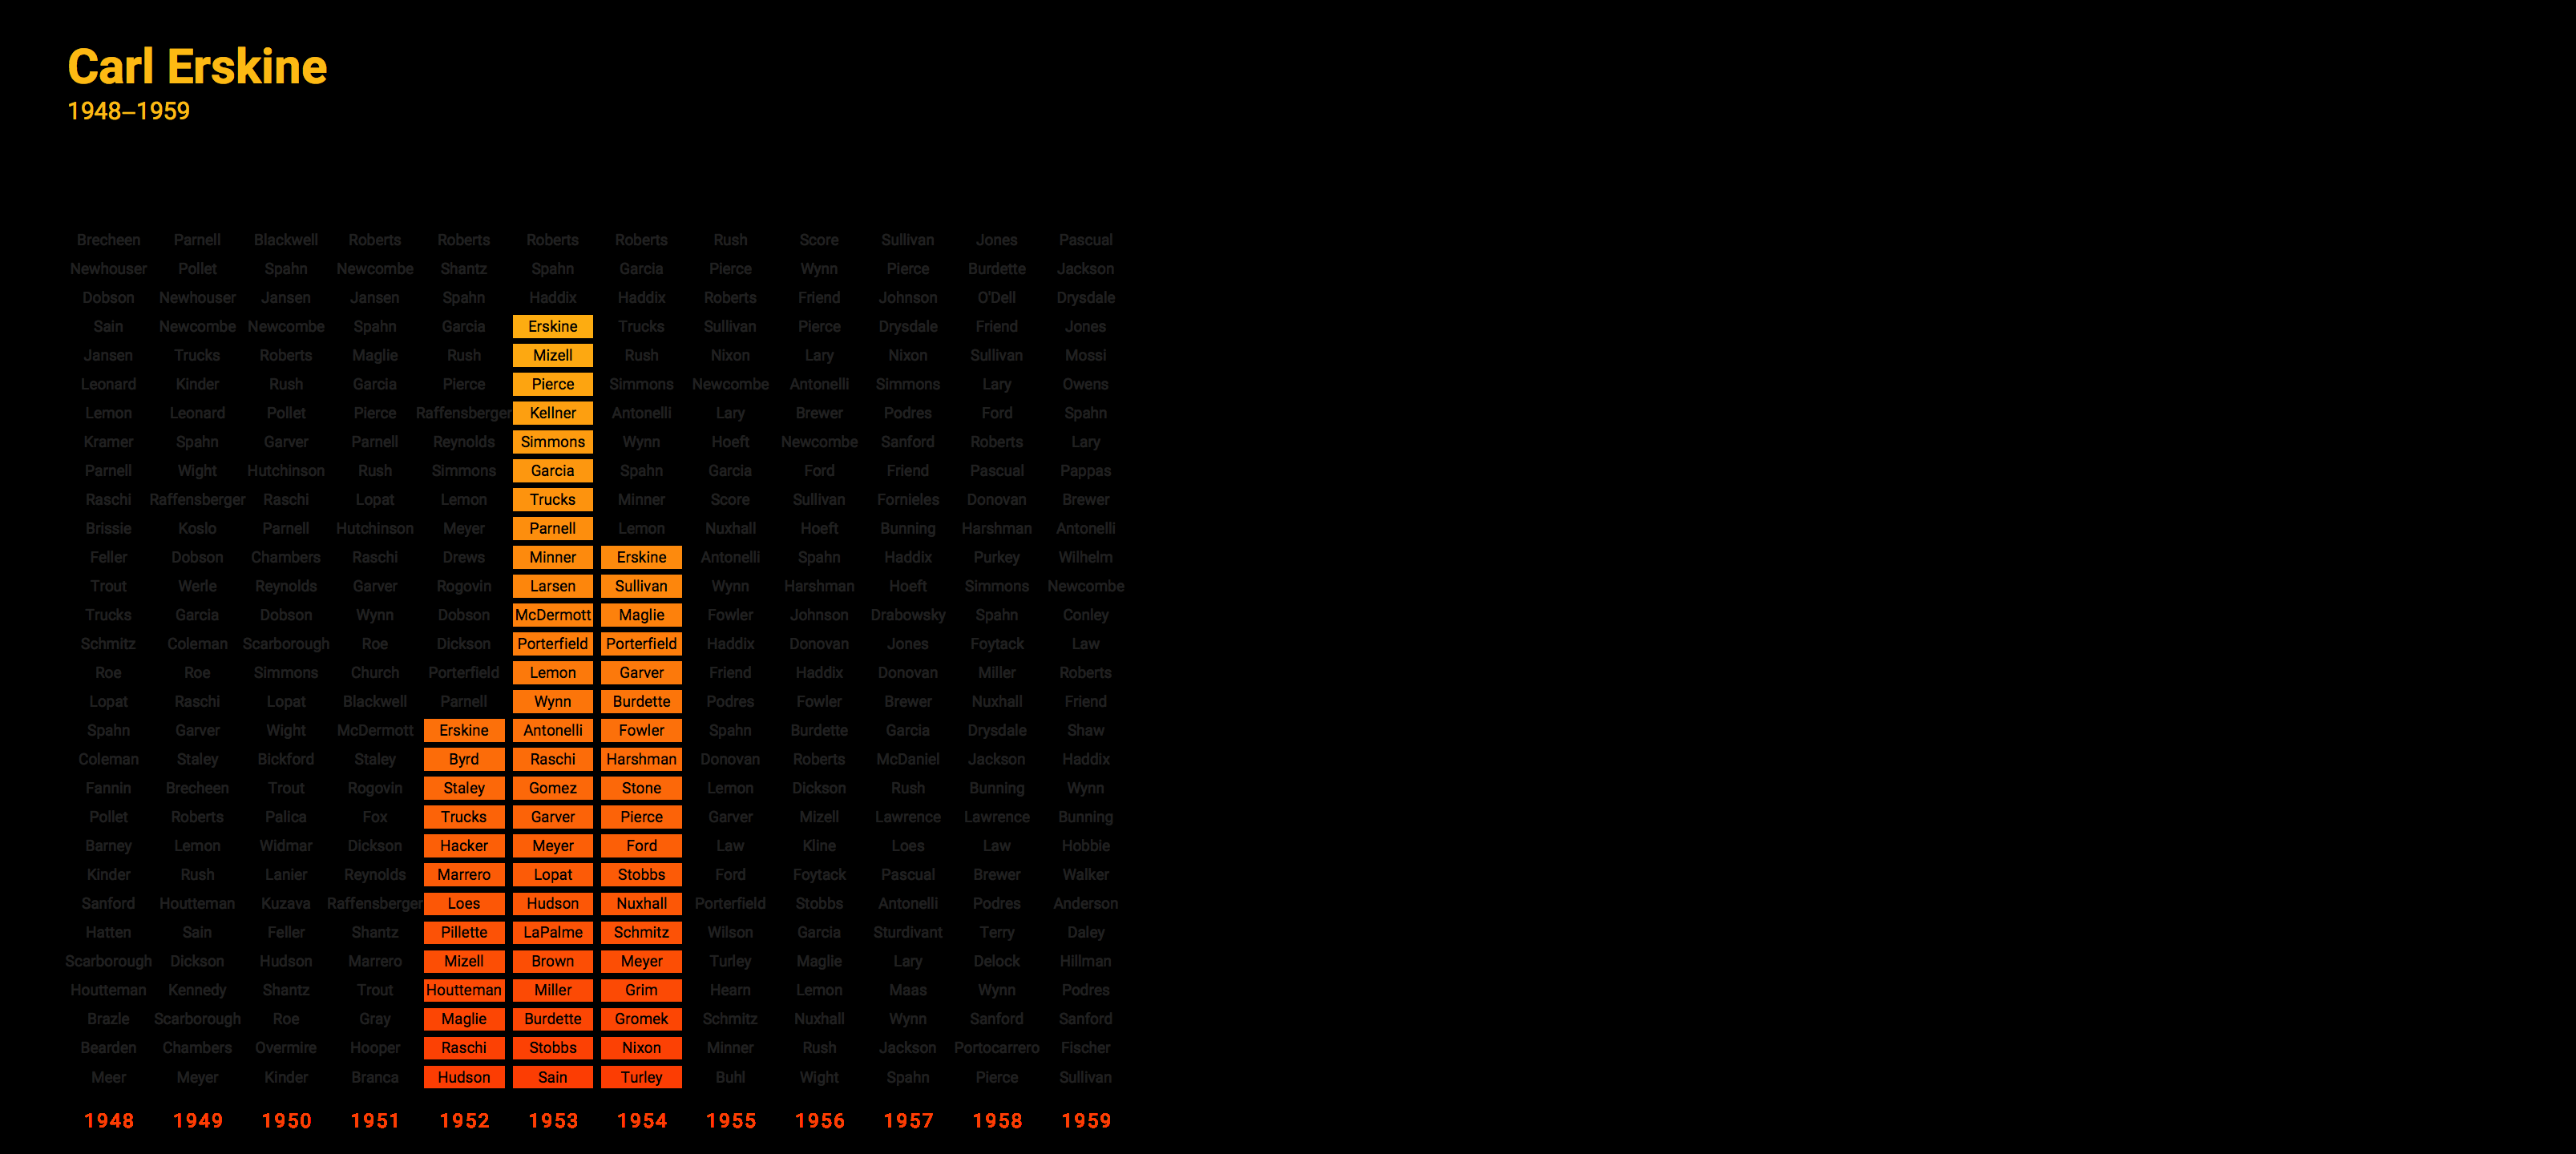 Carl Erskine
1948–1959
Brecheen Parnell Blackwell Roberts Roberts Roberts Roberts Rush Score Sullivan Jones Pascual
Newhouser Pollet Spahn Newcombe Shantz Spahn Garcia Pierce Wynn Pierce Burdette Jackson
Dobson Newhouser Jansen Jansen Spahn Haddix Haddix Roberts Friend Johnson O'Dell Drysdale
Sain Newcombe Newcombe Spahn Garcia Erskine Trucks Sullivan Pierce Drysdale Friend Jones
Jansen Trucks Roberts Maglie Rush Mizell Rush Nixon Lary Nixon Sullivan Mossi
Leonard Kinder Rush Garcia Pierce Pierce Simmons Newcombe Antonelli Simmons Lary Owens
Lemon Leonard Pollet Pierce Raffensberger Kellner Antonelli Lary Brewer Podres Ford Spahn
Kramer Spahn Garver Parnell Reynolds Simmons Wynn Hoeft Newcombe Sanford Roberts Lary
Parnell Wight Hutchinson Rush Simmons Garcia Spahn Garcia Ford Friend Pascual Pappas
Raschi Raffensberger Raschi Lopat Lemon Trucks Minner Score Sullivan Fornieles Donovan Brewer
Brissie Koslo Parnell Hutchinson Meyer Parnell Lemon Nuxhall Hoeft Bunning Harshman Antonelli
Feller Dobson Chambers Raschi Drews Minner Erskine Antonelli Spahn Haddix Purkey Wilhelm
Trout Werle Reynolds Garver Rogovin Larsen Sullivan Wynn Harshman Hoeft Simmons Newcombe
Trucks Garcia Dobson Wynn Dobson McDermott Maglie Fowler Johnson Drabowsky Spahn Conley
Schmitz Coleman Scarborough Roe Dickson Porterfield Porterfield Haddix Donovan Jones Foytack Law
Roe Roe Simmons Church Porterfield Lemon Garver Friend Haddix Donovan Miller Roberts
Lopat Raschi Lopat Blackwell Parnell Wynn Burdette Podres Fowler Brewer Nuxhall Friend
Spahn Garver Wight McDermott Erskine Antonelli Fowler Spahn Burdette Garcia Drysdale Shaw
Coleman Staley Bickford Staley Byrd Raschi Harshman Donovan Roberts McDaniel Jackson Haddix
Fannin Brecheen Trout Rogovin Staley Gomez Stone Lemon Dickson Rush Bunning Wynn
Pollet Roberts Palica Fox Trucks Garver Pierce Garver Mizell Lawrence Lawrence Bunning
Barney Lemon Widmar Dickson Hacker Meyer Ford Law Kline Loes Law Hobbie
Kinder Rush Lanier Reynolds Marrero Lopat Stobbs Ford Foytack Pascual Brewer Walker
Sanford Houtteman Kuzava Raffensberger Loes Hudson Nuxhall Porterfield Stobbs Antonelli Podres Anderson
Hatten Sain Feller Shantz Pillette LaPalme Schmitz Wilson Garcia Sturdivant Terry Daley
Scarborough Dickson Hudson Marrero Mizell Brown Meyer Turley Maglie Lary Delock Hillman
Houtteman Kennedy Shantz Trout Houtteman Miller Grim Hearn Lemon Maas Wynn Podres
Brazle Scarborough Roe Gray Maglie Burdette Gromek Schmitz Nuxhall Wynn Sanford Sanford
Bearden Chambers Overmire Hooper Raschi Stobbs Nixon Minner Rush Jackson Portocarrero Fischer
Meer Meyer Kinder Branca Hudson Sain Turley Buhl Wight Spahn Pierce Sullivan
1948 1949 1950 1951 1952 1953 1954 1955 1956 1957 1958 1959